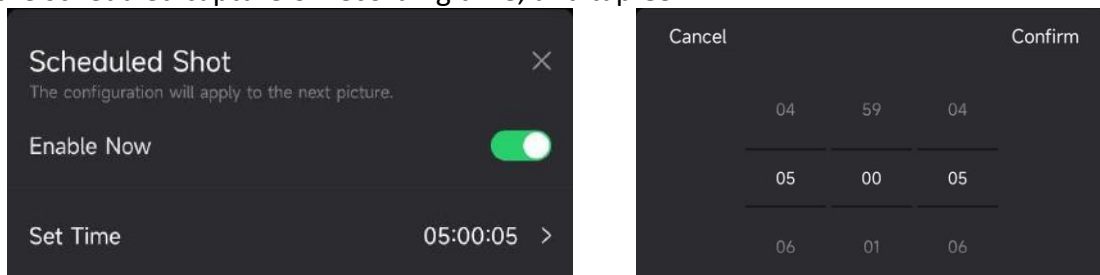 Scheduled Shot
The configuration will apply to the next picture.
Enable Now
Set Time 05:00:05 >
Cancel Confirm
04 59 04
05 00 05
06 01 06